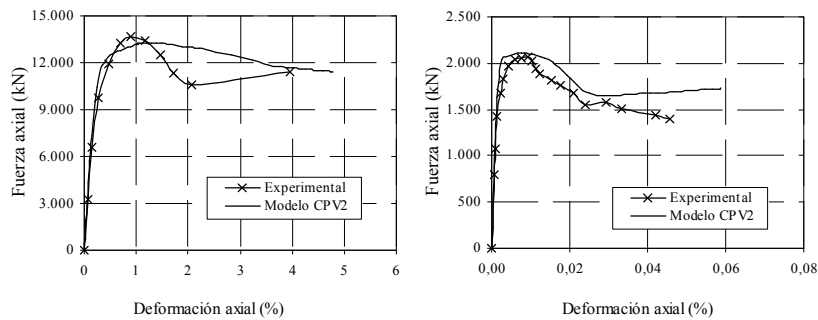 15.000
12.000
9.000
6.000
3.000
0
Fuerza axial (kN)
0 1 2 3 4 5 6
Deformación axial (%)
Experimental
Modelo CPV2
2.500
2.000
1.500
1.000
500
0
Fuerza axial (kN)
0,00 0,02 0,04 0,06 0,08
Deformación axial (%)
Experimental
Modelo CPV2